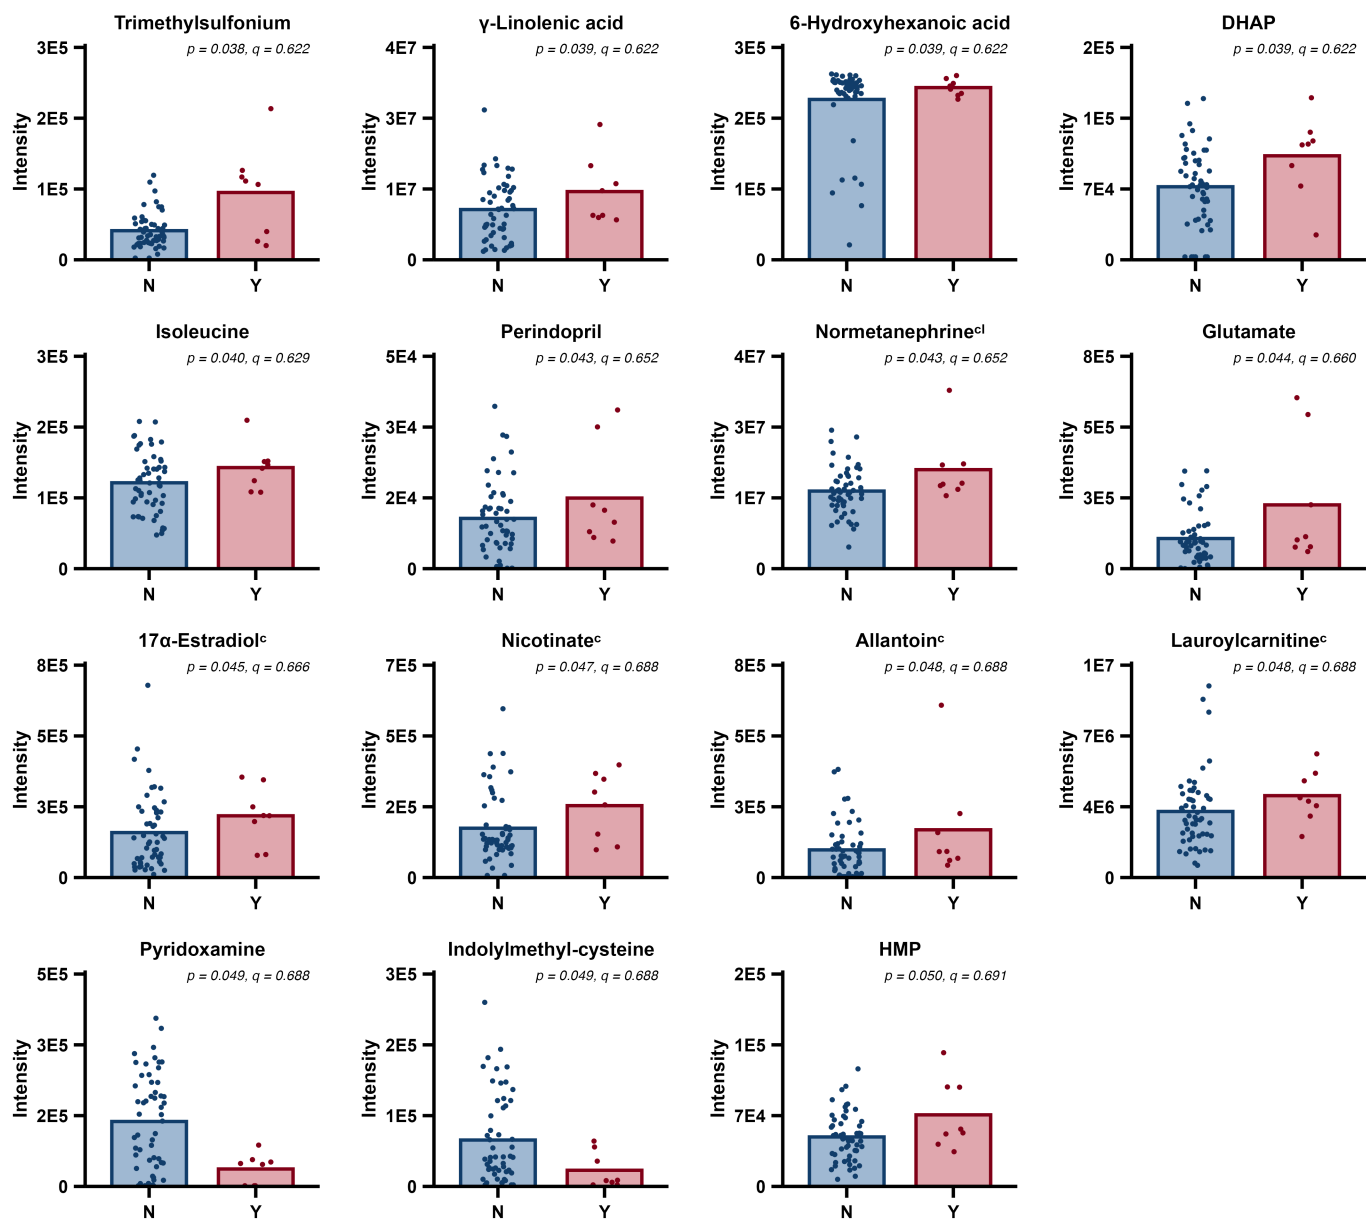 Trimethylsulfonium
p = 0.038, q = 0.622
Intensity
3E5
2E5
1E5
0
N
Y
γ-Linolenic acid
p = 0.039, q = 0.622
Intensity
4E7
3E7
1E7
0
N
Y
6-Hydroxyhexanoic acid
p = 0.039, q = 0.622
Intensity
3E5
2E5
1E5
0
N
Y
DHAP
p = 0.039, q = 0.622
Intensity
2E5
1E5
7E4
0
N
Y
Isoleucine
p = 0.040, q = 0.629
Intensity
3E5
2E5
1E5
0
N
Y
Perindopril
p = 0.043, q = 0.652
Intensity
5E4
3E4
2E4
0
N
Y
Normetanephrineᶜˡ
p = 0.043, q = 0.652
Intensity
4E7
3E7
1E7
0
N
Y
Glutamate
p = 0.044, q = 0.660
Intensity
8E5
5E5
3E5
0
N
Y
17α-Estradiolᶜ
p = 0.045, q = 0.666
Intensity
8E5
5E5
3E5
0
N
Y
Nicotinateᶜ
p = 0.047, q = 0.688
Intensity
7E5
5E5
2E5
0
N
Y
Allantoinᶜ
p = 0.048, q = 0.688
Intensity
8E5
5E5
3E5
0
N
Y
Lauroylcarnitineᶜ
p = 0.048, q = 0.688
Intensity
1E7
7E6
4E6
0
N
Y
Pyridoxamine
p = 0.049, q = 0.688
Intensity
5E5
3E5
2E5
0
N
Y
Indolylmethyl-cysteine
p = 0.049, q = 0.688
Intensity
3E5
2E5
1E5
0
N
Y
HMP
p = 0.050, q = 0.691
Intensity
2E5
1E5
7E4
0
N
Y